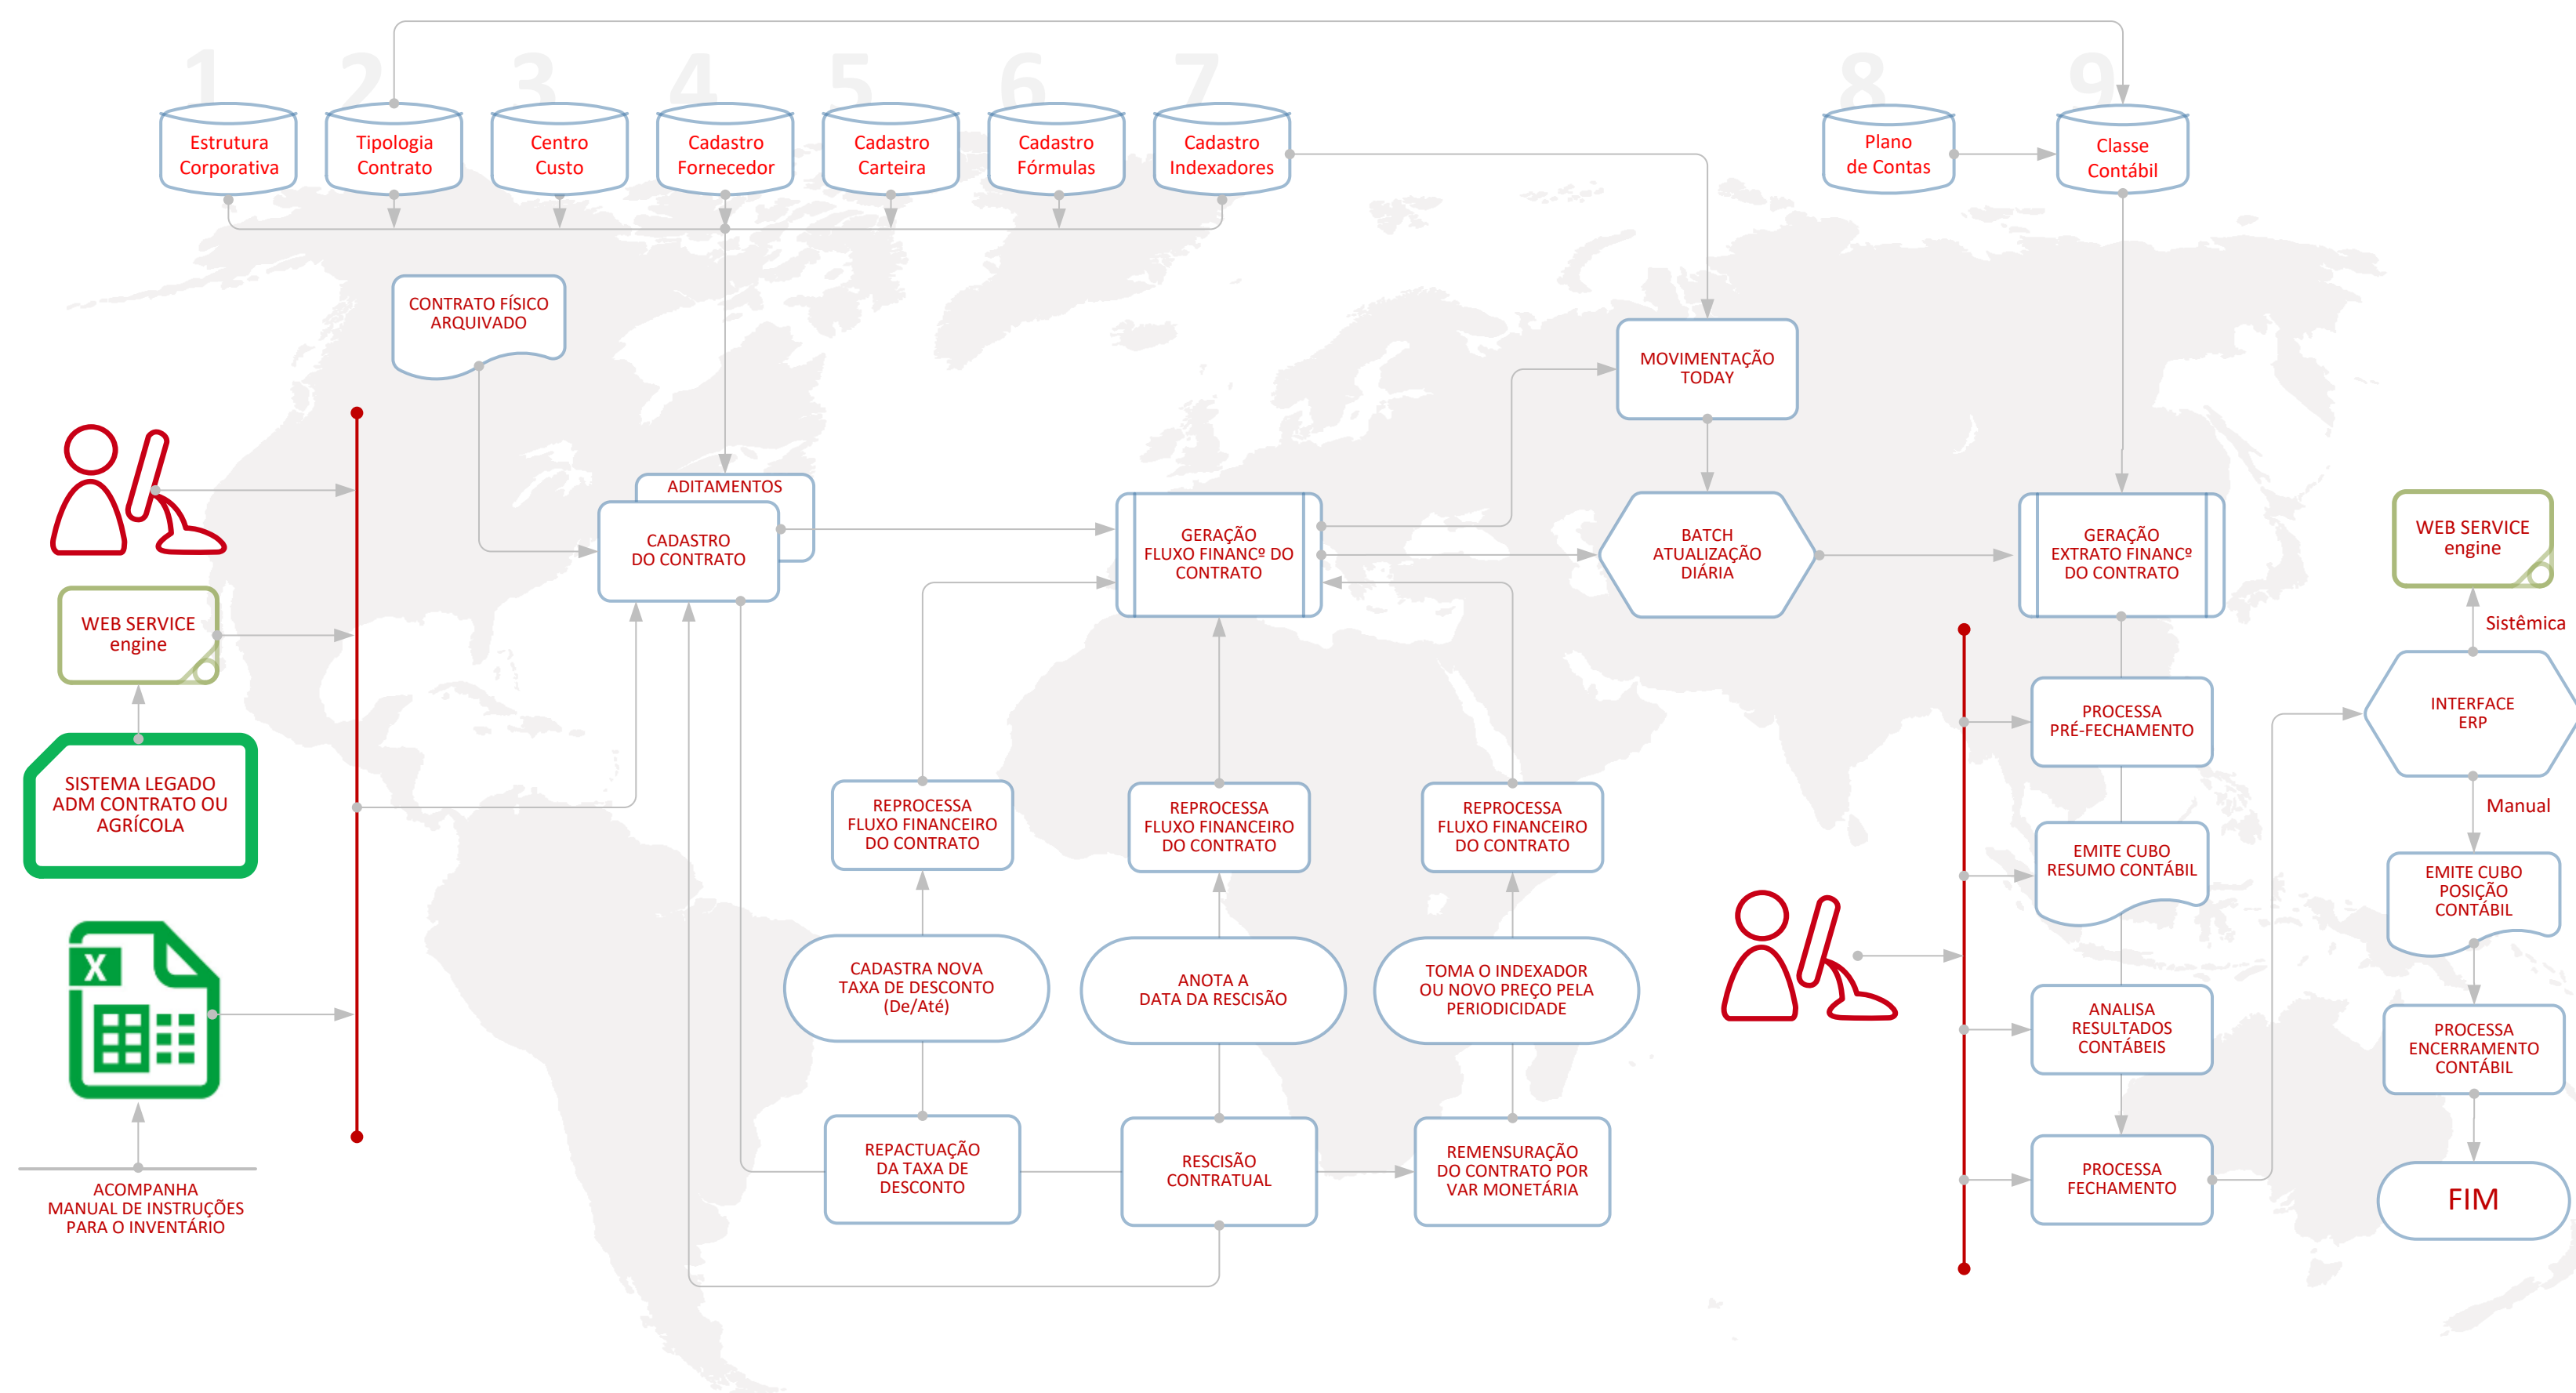 1
2
3
4
5
6
7
8
9
Estrutura
Corporativa
Tipologia
Contrato
Centro
Custo
Cadastro
Fornecedor
Cadastro
Carteira
Cadastro
Fórmulas
Cadastro
Indexadores
Plano
de Contas
Classe
Contábil
CONTRATO FÍSICO
ARQUIVADO
MOVIMENTAÇÃO
TODAY
ADITAMENTOS
CADASTRO
DO CONTRATO
GERAÇÃO
FLUXO FINANCº DO
CONTRATO
BATCH
ATUALIZAÇÃO
DIÁRIA
GERAÇÃO
EXTRATO FINANCº
DO CONTRATO
WEB SERVICE
engine
Sistêmica
WEB SERVICE
engine
INTERFACE
ERP
Manual
SISTEMA LEGADO
ADM CONTRATO OU
AGRÍCOLA
X
ACOMPANHA
MANUAL DE INSTRUÇÕES
PARA O INVENTÁRIO
REPROCESSA
FLUXO FINANCEIRO
DO CONTRATO
REPROCESSA
FLUXO FINANCEIRO
DO CONTRATO
REPROCESSA
FLUXO FINANCEIRO
DO CONTRATO
CADASTRA NOVA
TAXA DE DESCONTO
(De/Até)
ANOTA A
DATA DA RESCISÃO
TOMA O INDEXADOR
OU NOVO PREÇO PELA
PERIODICIDADE
REPACTUAÇÃO
DA TAXA DE
DESCONTO
RESCISÃO
CONTRATUAL
REMENSURAÇÃO
DO CONTRATO POR
VAR MONETÁRIA
PROCESSA
PRÉ-FECHAMENTO
EMITE CUBO
RESUMO CONTÁBIL
ANALISA
RESULTADOS
CONTÁBEIS
PROCESSA
FECHAMENTO
EMITE CUBO
POSIÇÃO
CONTÁBIL
PROCESSA
ENCERRAMENTO
CONTÁBIL
FIM